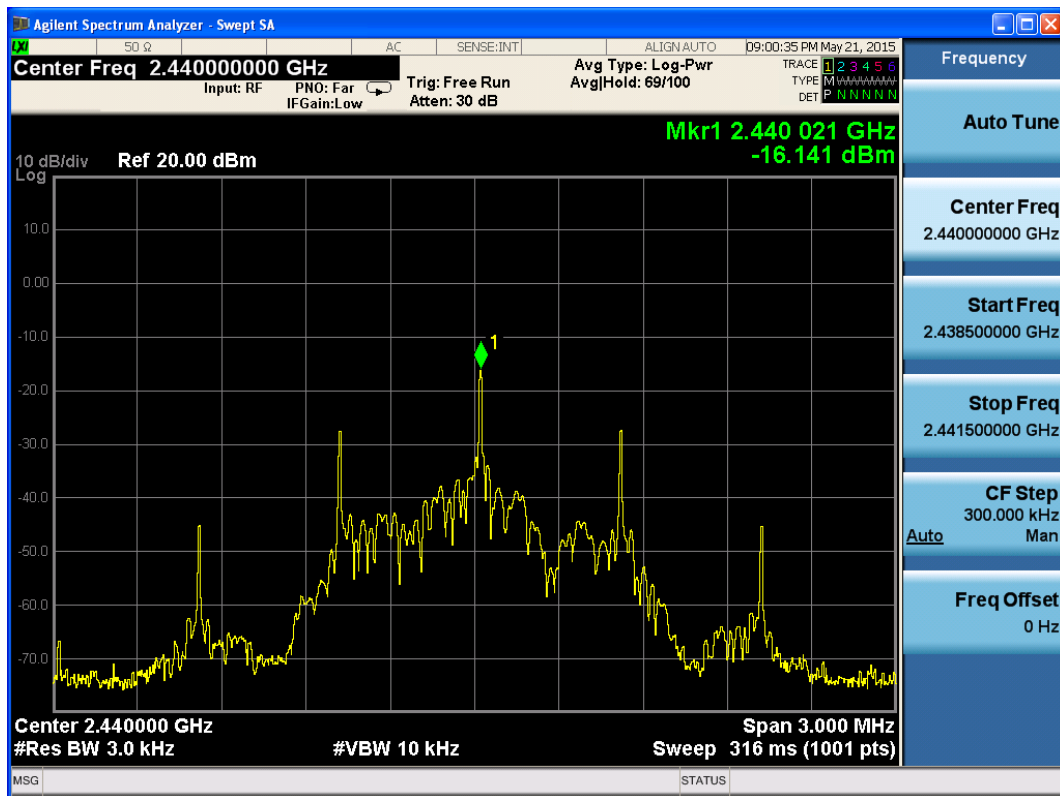 Agilent Spectrum Analyzer - Swept SA
LXI 50 Ω AC SENSE:INT ALIGN AUTO 09:00:35 PM May 21, 2015
Center Freq 2.440000000 GHz
Input: RF
PNO: Far
IFGain:Low
Trig: Free Run
Atten: 30 dB
Avg Type: Log-Pwr
Avg|Hold: 69/100
TRACE 1 2 3 4 5 6
TYPE M WWWWW
DET P N N N N N
Mkr1 2.440 021 GHz
-16.141 dBm
10 dB/div Ref 20.00 dBm
Log
10.0
0.00
-10.0
1
-20.0
-30.0
-40.0
-50.0
-60.0
-70.0
Center 2.440000 GHz Span 3.000 MHz
#Res BW 3.0 kHz #VBW 10 kHz Sweep 316 ms (1001 pts)
MSG STATUS
Frequency
Auto Tune
Center Freq
2.440000000 GHz
Start Freq
2.438500000 GHz
Stop Freq
2.441500000 GHz
CF Step
300.000 kHz
Auto Man
Freq Offset
0 Hz